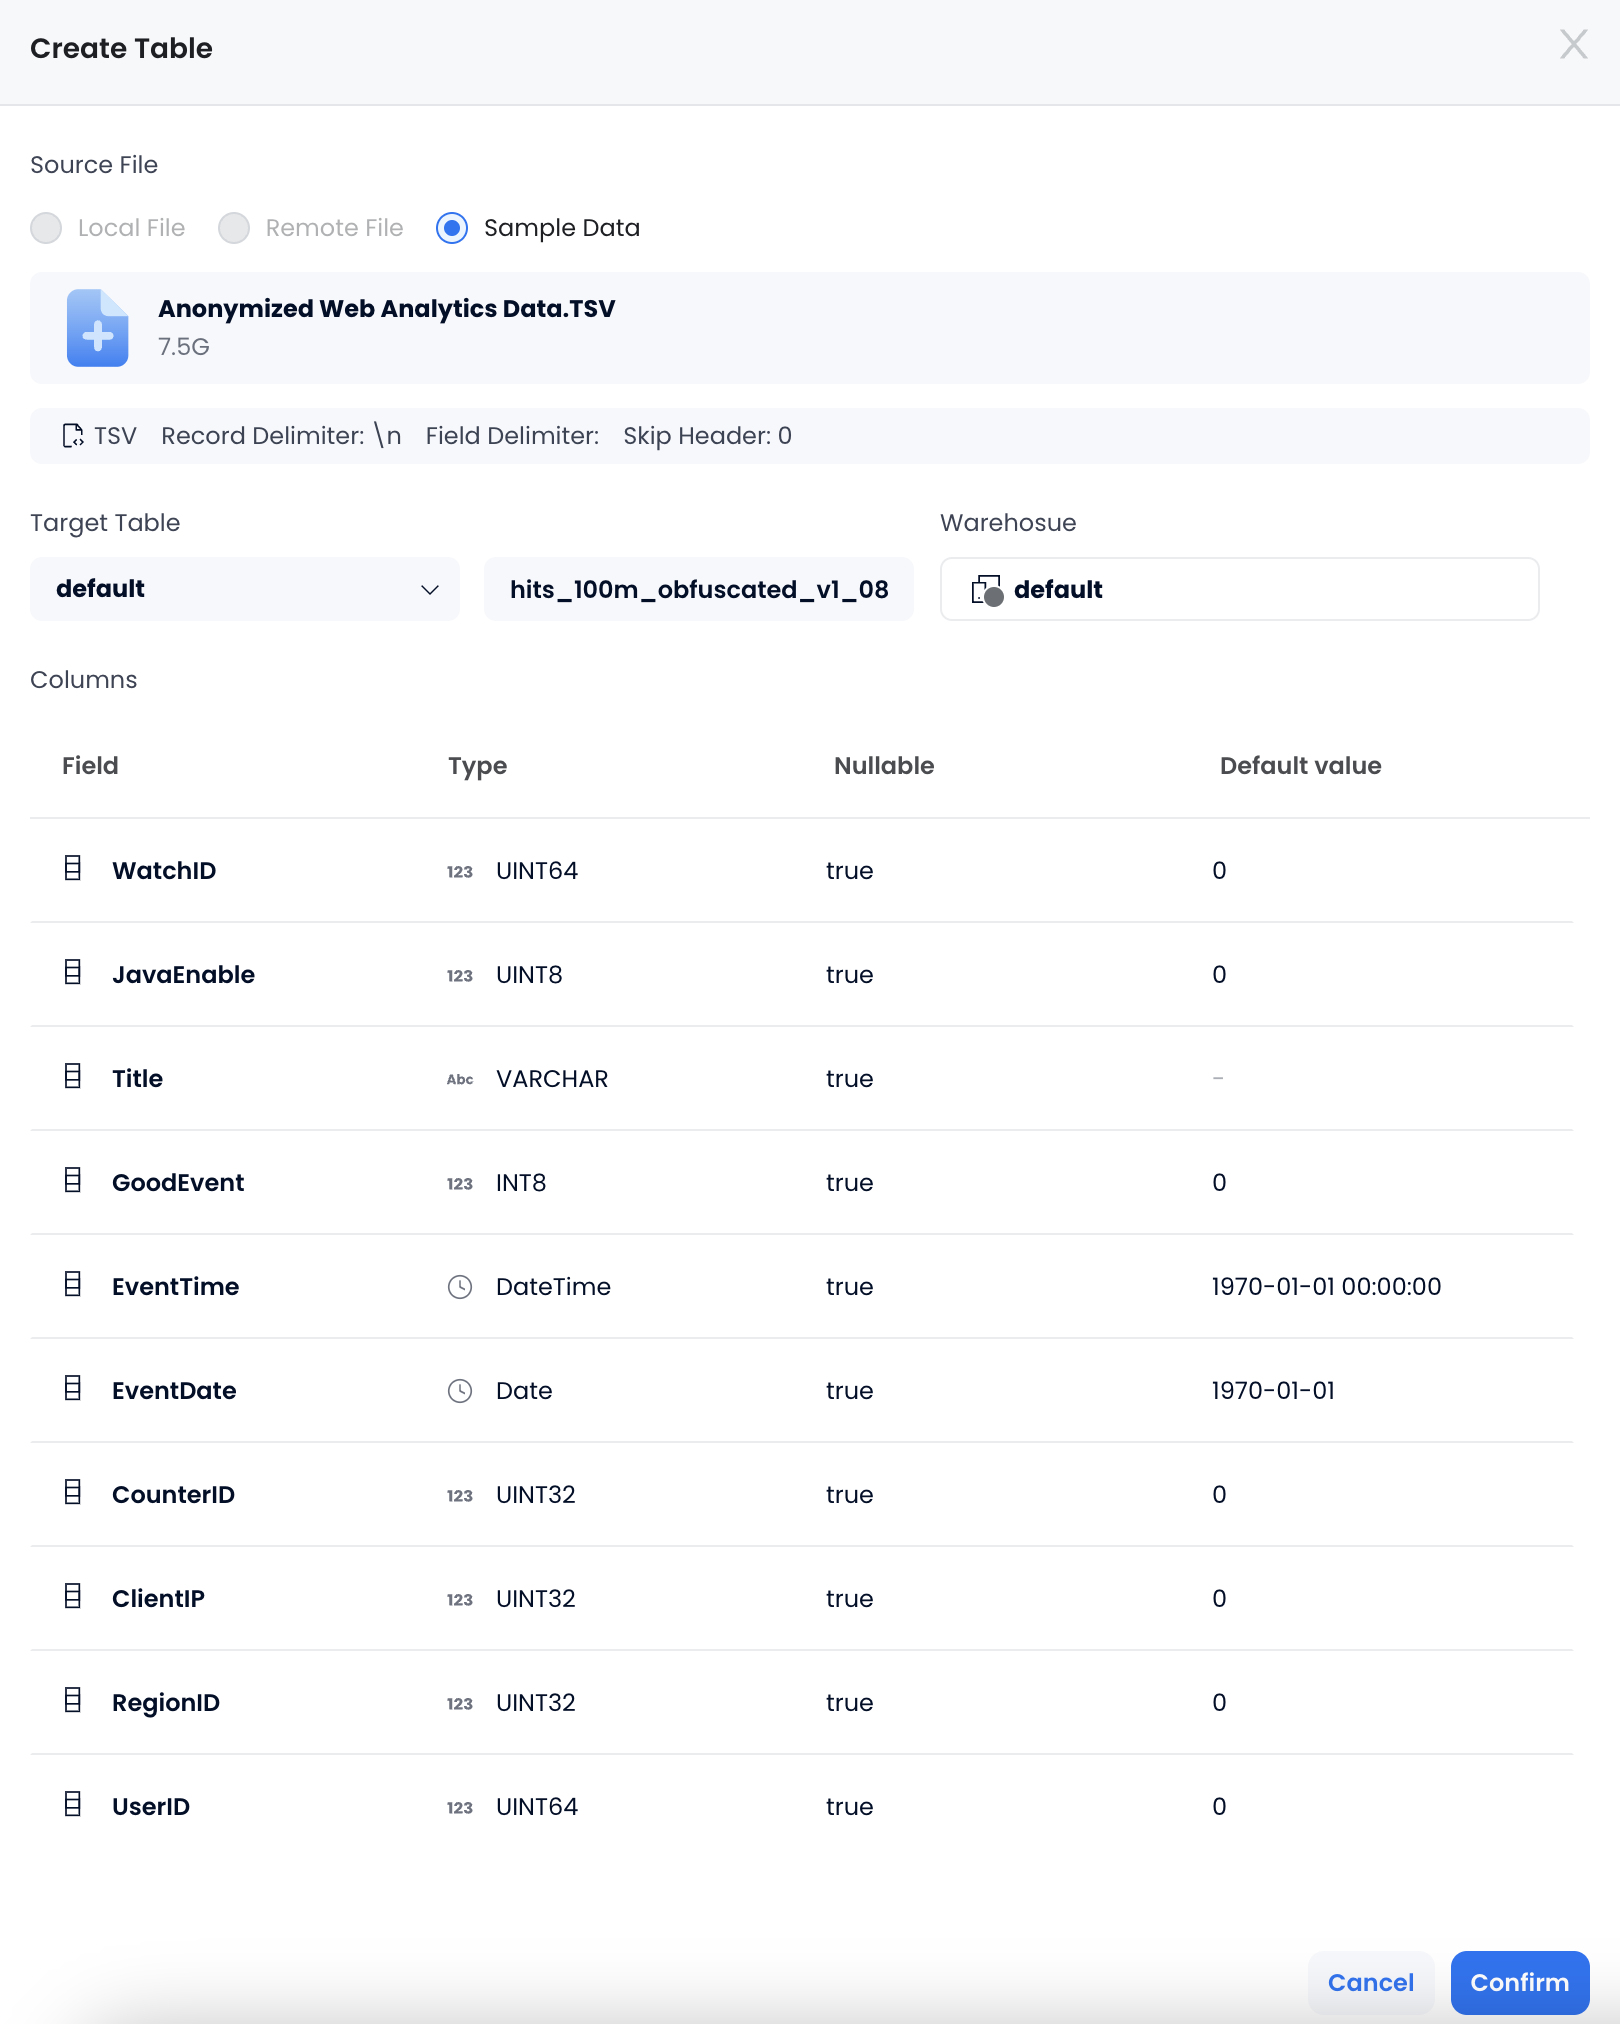 Create Table
Source File
Local File Remote File Sample Data
Anonymized Web Analytics Data.TSV
7.5G
TSV Record Delimiter: \n Field Delimiter: Skip Header: 0
Target Table Warehosue
default hits_100m_obfuscated_v1_08 default
Columns
Field Type Nullable Default value
WatchID 123 UINT64 true 0
JavaEnable 123 UINT8 true 0
Title Abc VARCHAR true -
GoodEvent 123 INT8 true 0
EventTime DateTime true 1970-01-01 00:00:00
EventDate Date true 1970-01-01
CounterID 123 UINT32 true 0
ClientIP 123 UINT32 true 0
RegionID 123 UINT32 true 0
UserID 123 UINT64 true 0
Cancel Confirm